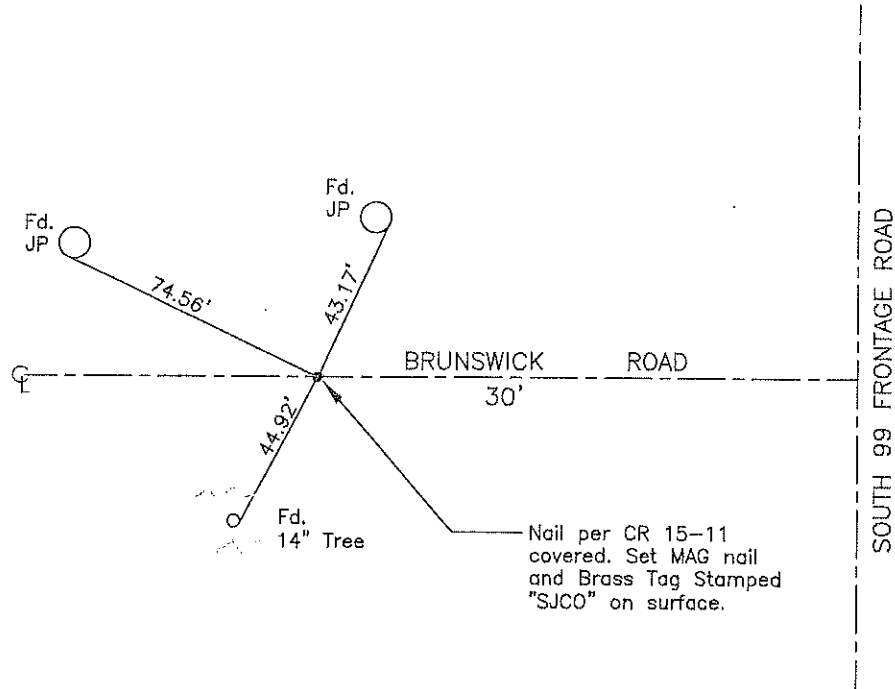 Fd.
JP
Fd.
JP
74.56'
43.17'
℄
BRUNSWICK ROAD
30'
44.92'
Fd.
14" Tree
Nail per CR 15-11
covered. Set MAG nail
and Brass Tag Stamped
"SJCO" on surface.
SOUTH 99 FRONTAGE ROAD